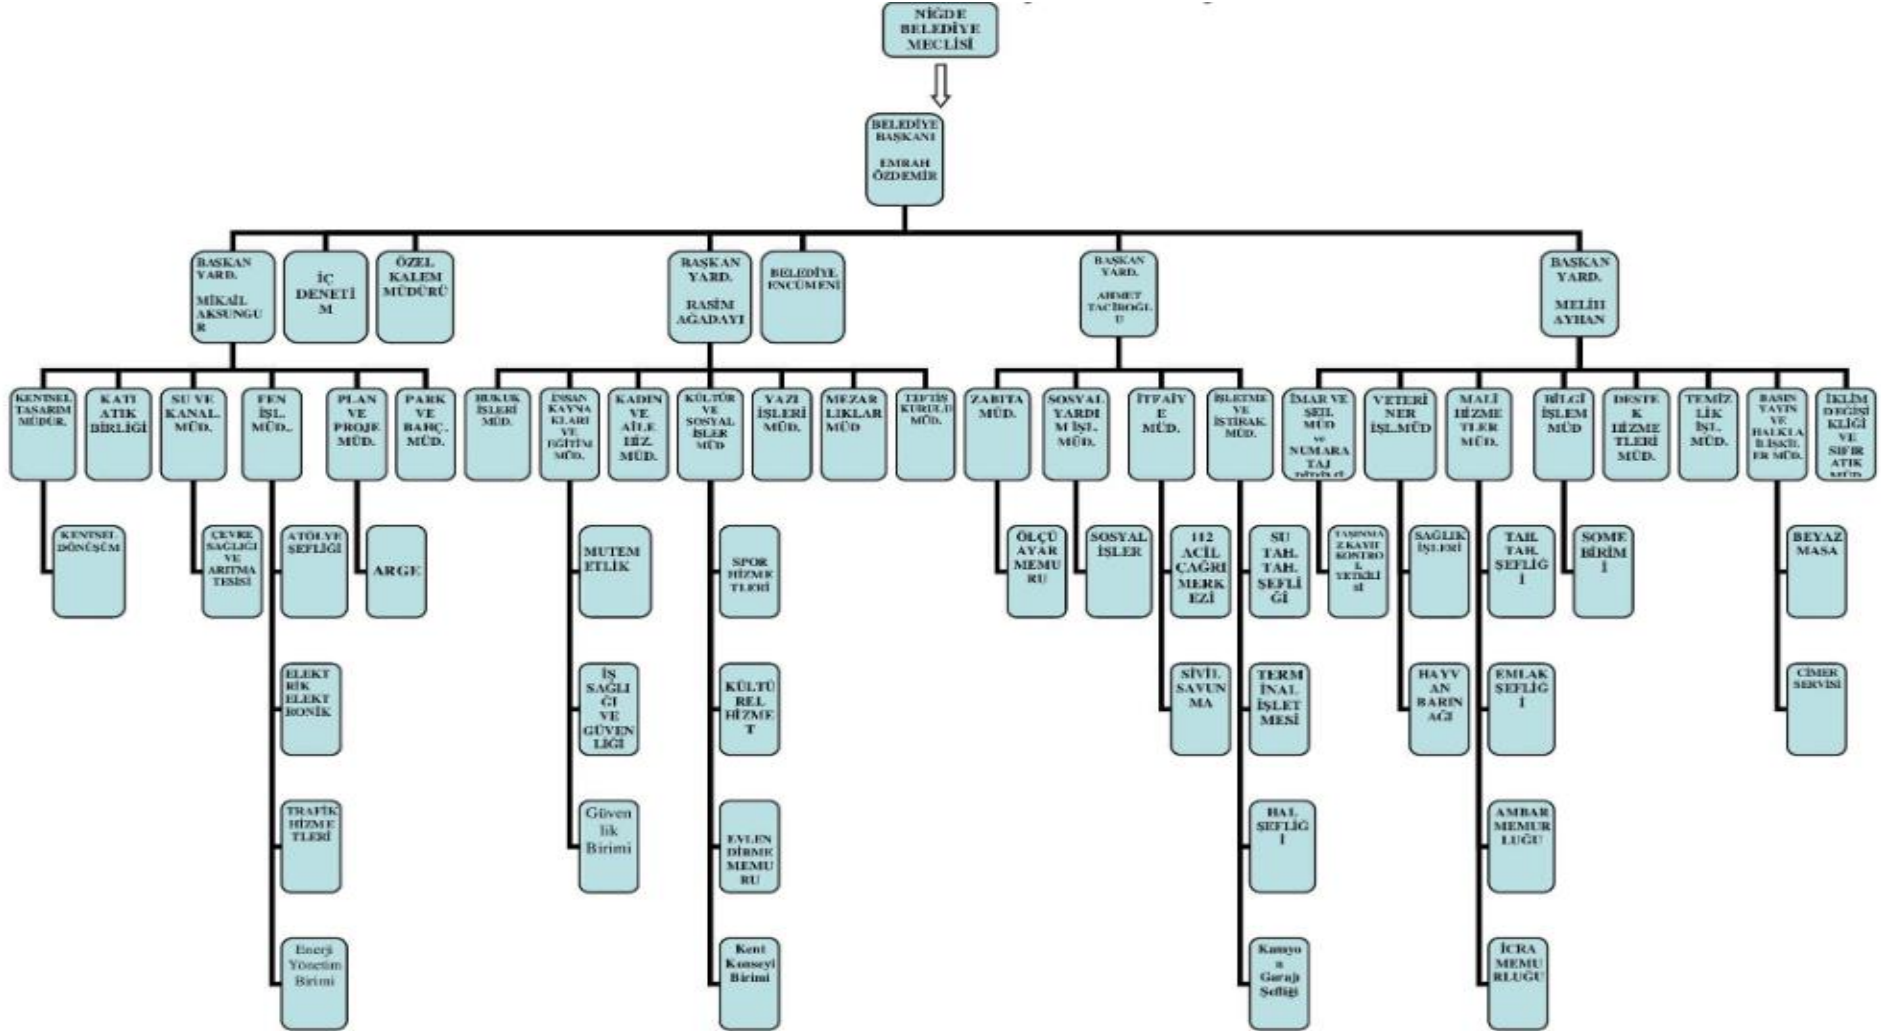 NİĞDE
BELEDİYE
MECLİSİ
BELEDİYE
BAŞKANI
EMRAH
ÖZDEMİR
BAŞKAN
YARD.
MİKAİL
AKSUNGU
R
İÇ
DENETİ
M
ÖZEL
KALEM
MÜDÜRÜ
BAŞKAN
YARD.
RASİM
AĞADAYI
BELEDİYE
ENCÜMENİ
BAŞKAN
YARD.
AHMET
TACİROĞL
U
BAŞKAN
YARD.
MELİH
AYHAN
KENTSEL
TASARIM
MÜDÜR.
KATI
ATIK
BİRLİĞİ
SU VE
KANAL.
MÜD.
FEN
İŞL.
MÜD..
PLAN
VE
PROJE
MÜD.
PARK
VE
BAHÇ.
MÜD.
HUKUK
İŞLERİ
MÜD.
İNSAN
KAYNA
KLARI
VE
EĞİTİM
MÜD.
KADIN
VE AİLE
HİZ.
MÜD.
KÜLTÜR
VE
SOSYAL
İŞLER
MÜD
YAZI
İŞLERİ
MÜD.
MEZAR
LIKLAR
MÜD
TEFTİŞ
KURULU
MÜD.
ZABITA
MÜD.
SOSYAL
YARDI
M İŞL.
MÜD.
İTFAİY
E
MÜD.
İŞLETME
VE
İŞTİRAK
MÜD.
İMAR VE
ŞEH.
MÜD
ve
NUMARA
TAJ
VETERİ
NER
İŞL.MÜD
MALİ
HİZME
TLER
MÜD.
BİLGİ
İŞLEM
MÜD
DESTE
K
HİZME
TLERİ
MÜD.
TEMİZ
LİK
İŞL.
MÜD.
BASIN
YAYIN
VE
HALKLA
İLİŞKİL
ER MÜD.
İKLİM
DEĞİŞİ
KLİĞİ
VE
SIFIR
ATIK
MÜD
KENTSEL
DÖNÜŞÜM
ÇEVRE
SAĞLIĞI
VE
ARITMA
TESİSİ
ATÖLYE
ŞEFLİĞİ
ARGE
MUTEM
ETLİK
SPOR
HİZME
TLERİ
ÖLÇÜ
AYAR
MEMU
RU
SOSYAL
İŞLER
112
ACİL
ÇAĞRI
MERK
EZİ
SU
TAH.
TAH.
ŞEFLİ
Ğİ
TAŞINMA
Z KAYIT
KONTRO
L
YETKİLİ
Sİ
SAĞLIK
İŞLERİ
TAH.
TAH.
ŞEFLİĞ
İ
SOME
BİRİM
İ
BEYAZ
MASA
ELEKT
RİK
ELEKT
RONİK
İŞ
SAĞLI
ĞI
VE
GÜVEN
LİĞİ
KÜLTÜ
REL
HİZME
T
SİVİL
SAVUN
MA
TERM
İNAL
İŞLET
MESİ
HAYV
AN
BARIN
AĞI
EMLAK
ŞEFLİĞ
İ
CİMER
SERVİSİ
TRAFİK
HİZME
TLERİ
Güven
lik
Birimi
EVLEN
DİRME
MEMU
RU
HAL
ŞEFLİĞ
İ
AMBAR
MEMUR
LUĞU
Enerji
Yönetim
Birimi
Kent
Konseyi
Birimi
Kamyo
n
Garajı
Şefliği
İCRA
MEMU
RLUĞU